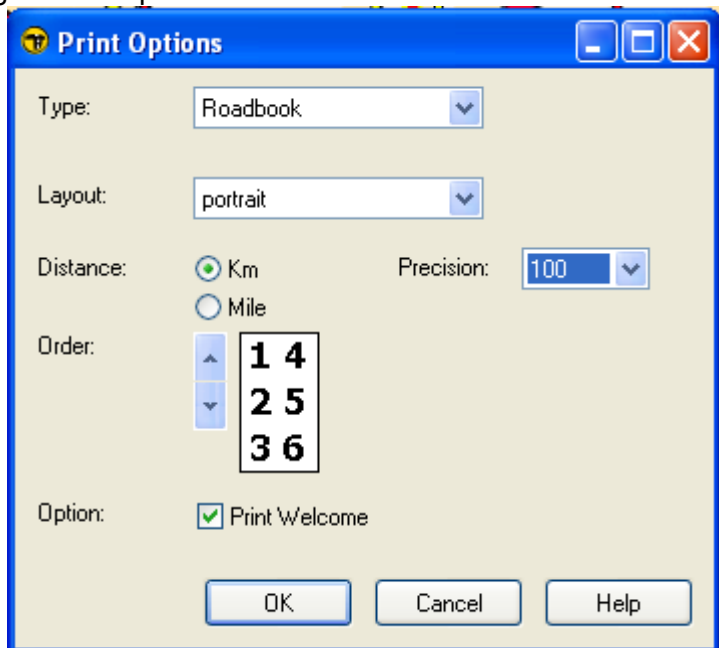 Print Options
Type: Roadbook
Layout: portrait
Distance: Km Precision: 100
Mile
Order: 1 4
2 5
3 6
Option: Print Welcome
OK Cancel Help